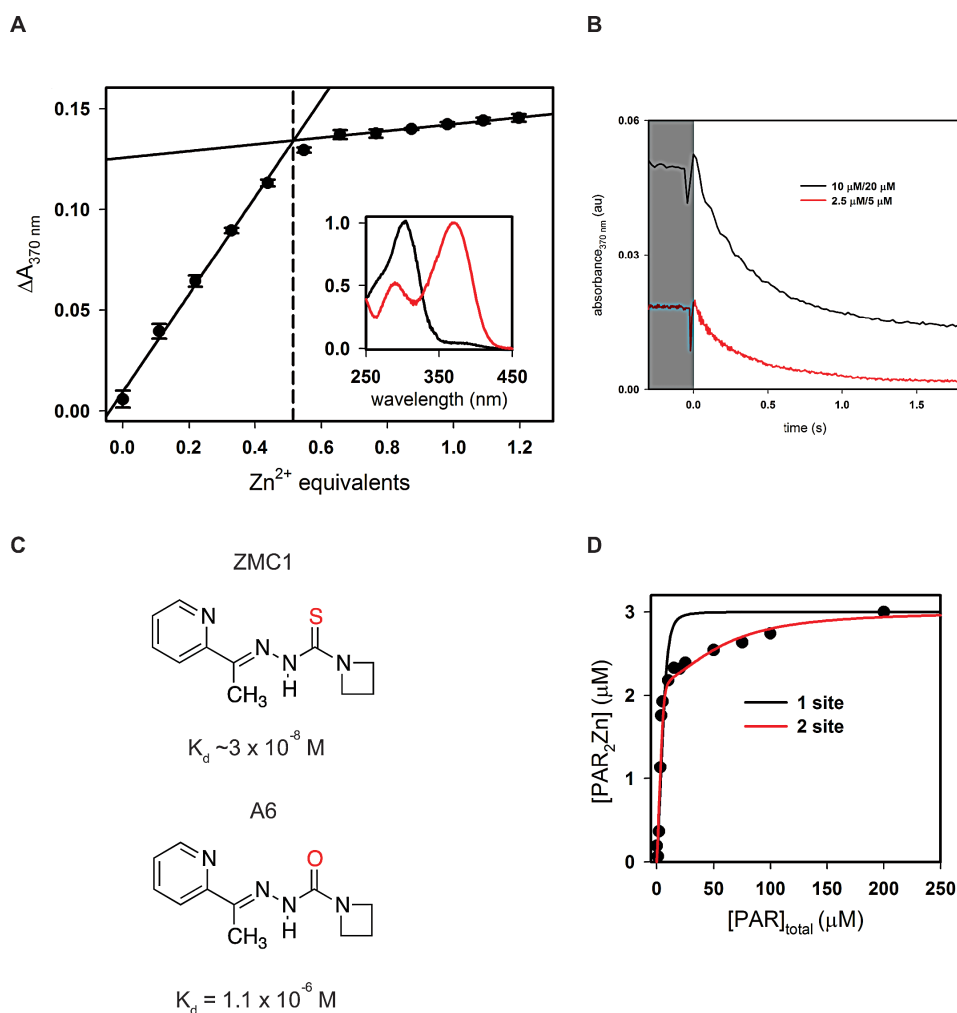 A
0.15
0.10
0.05
0.00
ΔA370 nm
0.0 0.2 0.4 0.6 0.8 1.0 1.2
Zn2+ equivalents
1.0
0.5
0.0
250 350 450
wavelength (nm)
B
0.06
0.03
0.00
absorbance370 nm (au)
10 μM/20 μM
2.5 μM/5 μM
0.0 0.5 1.0 1.5
time (s)
C
ZMC1
N
N
N
H
S
N
CH3
Kd ~3 x 10-8 M
A6
N
N
N
H
O
N
CH3
Kd = 1.1 x 10-6 M
D
3
2
1
0
[PAR2Zn] (μM)
1 site
2 site
0 50 100 150 200 250
[PAR]total (μM)